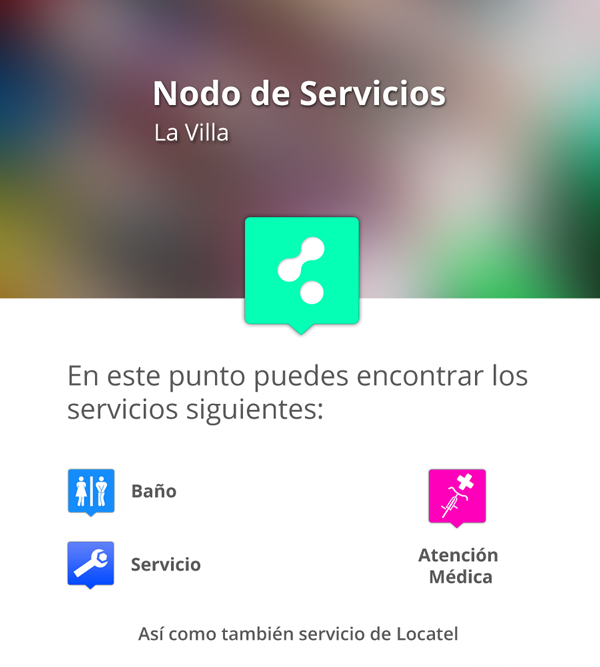 Nodo de Servicios
La Villa
En este punto puedes encontrar los
servicios siguientes:
Baño
Servicio
Atención
Médica
Así como también servicio de Locatel